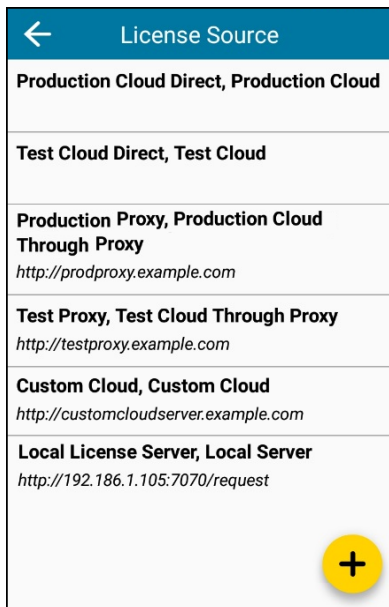 License Source
Production Cloud Direct, Production Cloud
Test Cloud Direct, Test Cloud
Production Proxy, Production Cloud
Through Proxy
http://prodproxy.example.com
Test Proxy, Test Cloud Through Proxy
http://testproxy.example.com
Custom Cloud, Custom Cloud
http://customcloudserver.example.com
Local License Server, Local Server
http://192.186.1.105:7070/request